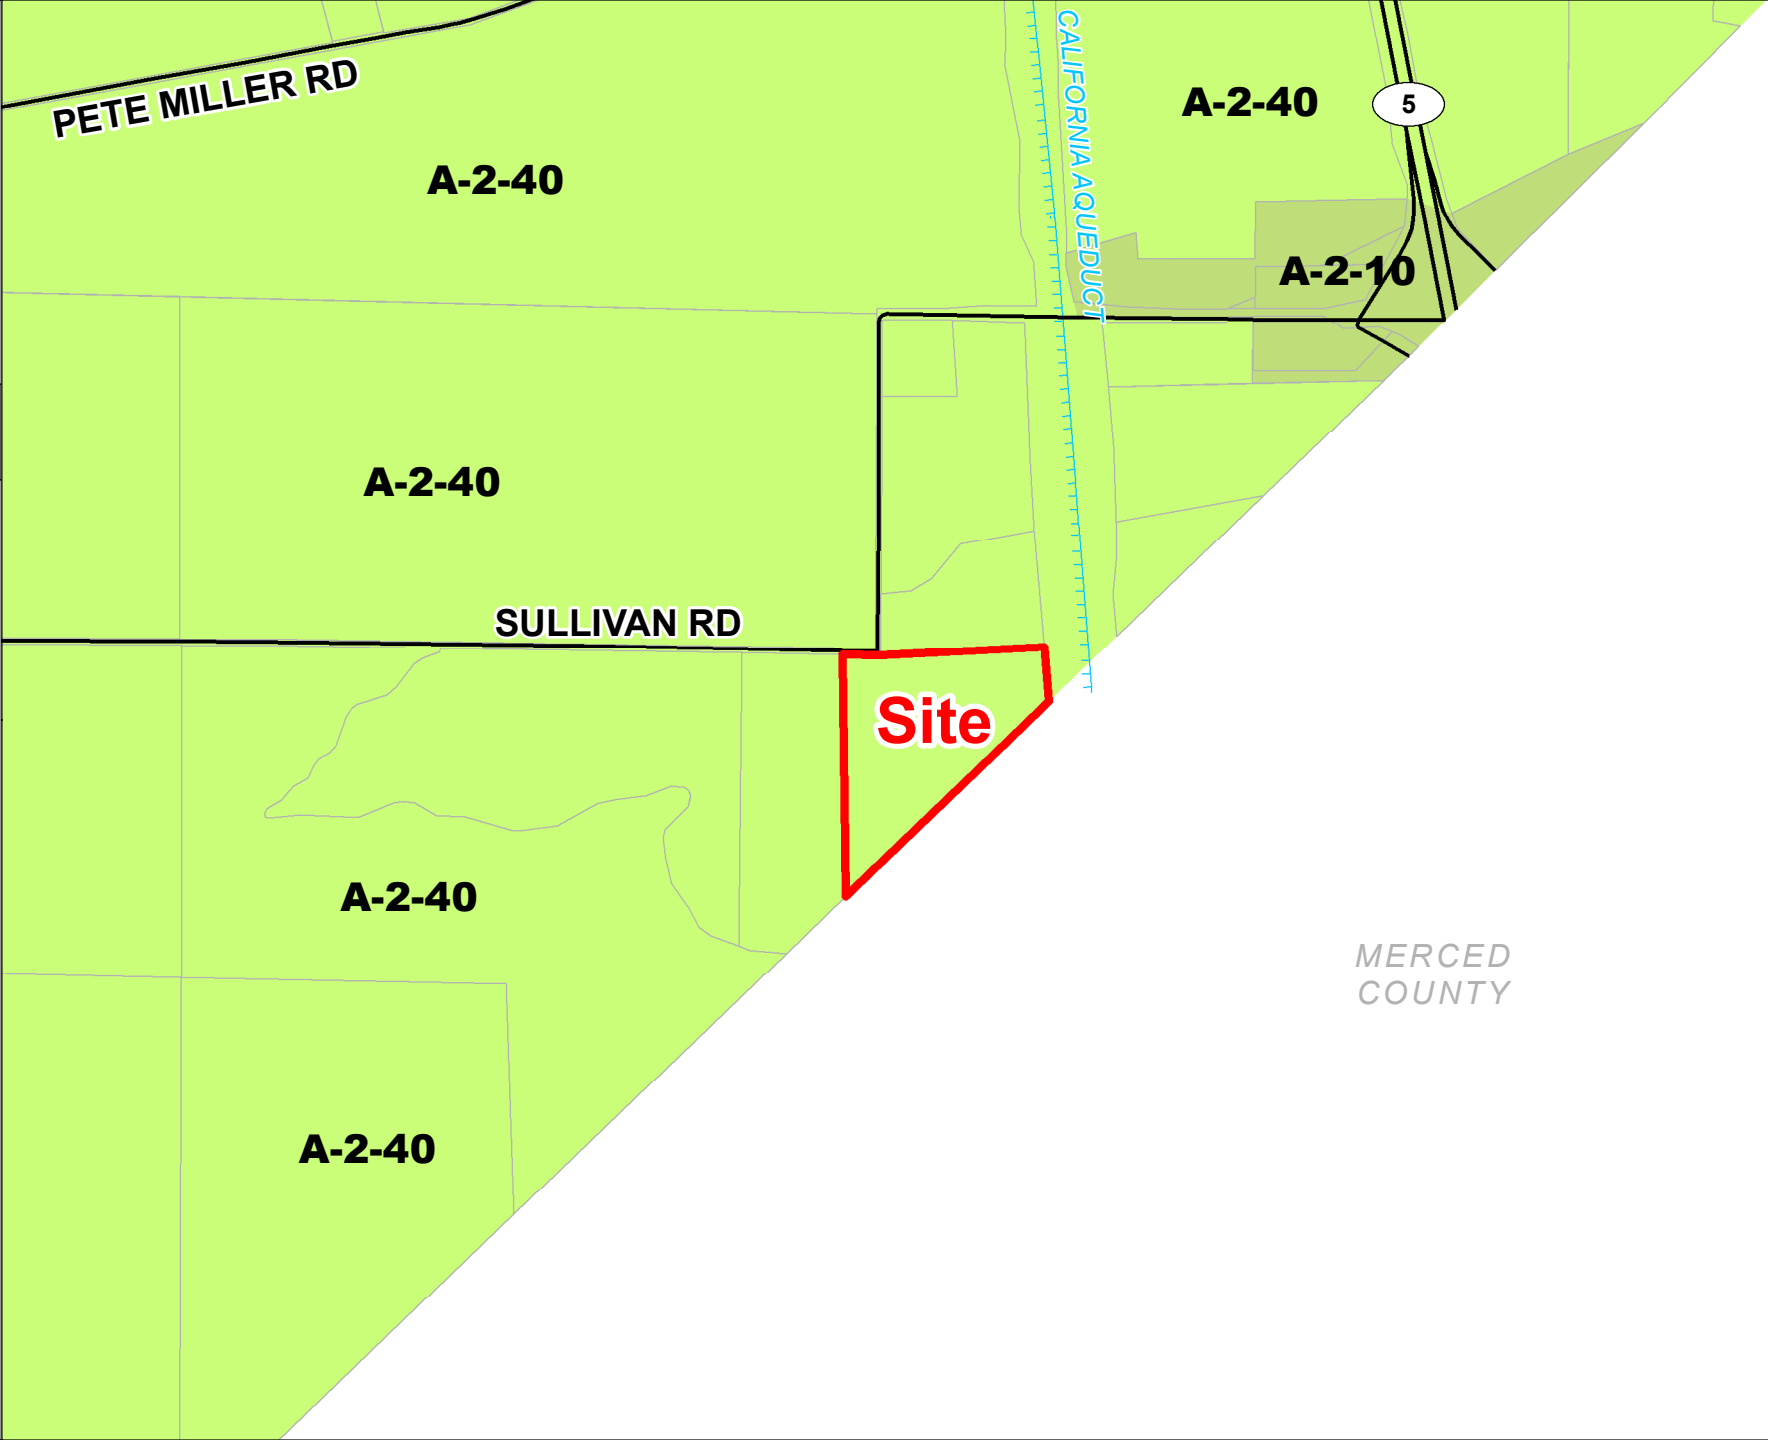 PETE MILLER RD
CALIFORNIA AQUEDUCT
A-2-40
5
A-2-40
A-2-10
A-2-40
SULLIVAN RD
Site
A-2-40
MERCED
COUNTY
A-2-40